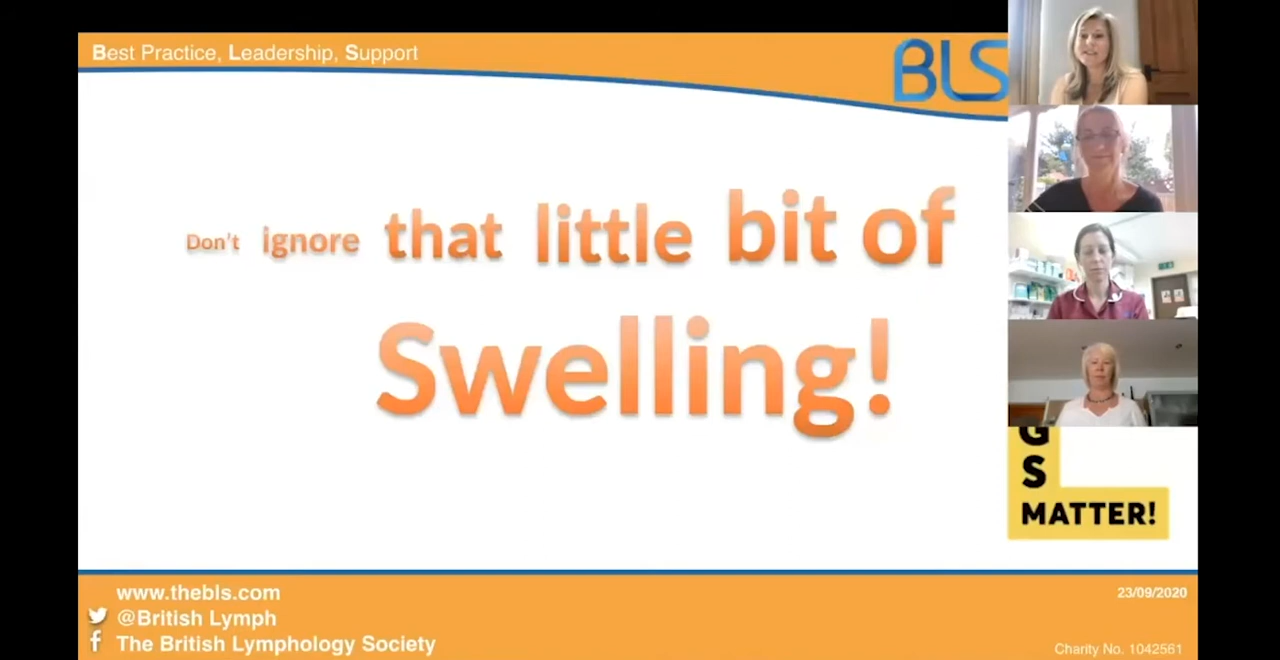 Best Practice, Leadership, Support
BLS
Don't ignore that little bit of
Swelling!
G
S
MATTER!
www.thebls.com
23/09/2020
@British Lymph
The British Lymphology Society
Charity No. 1042561